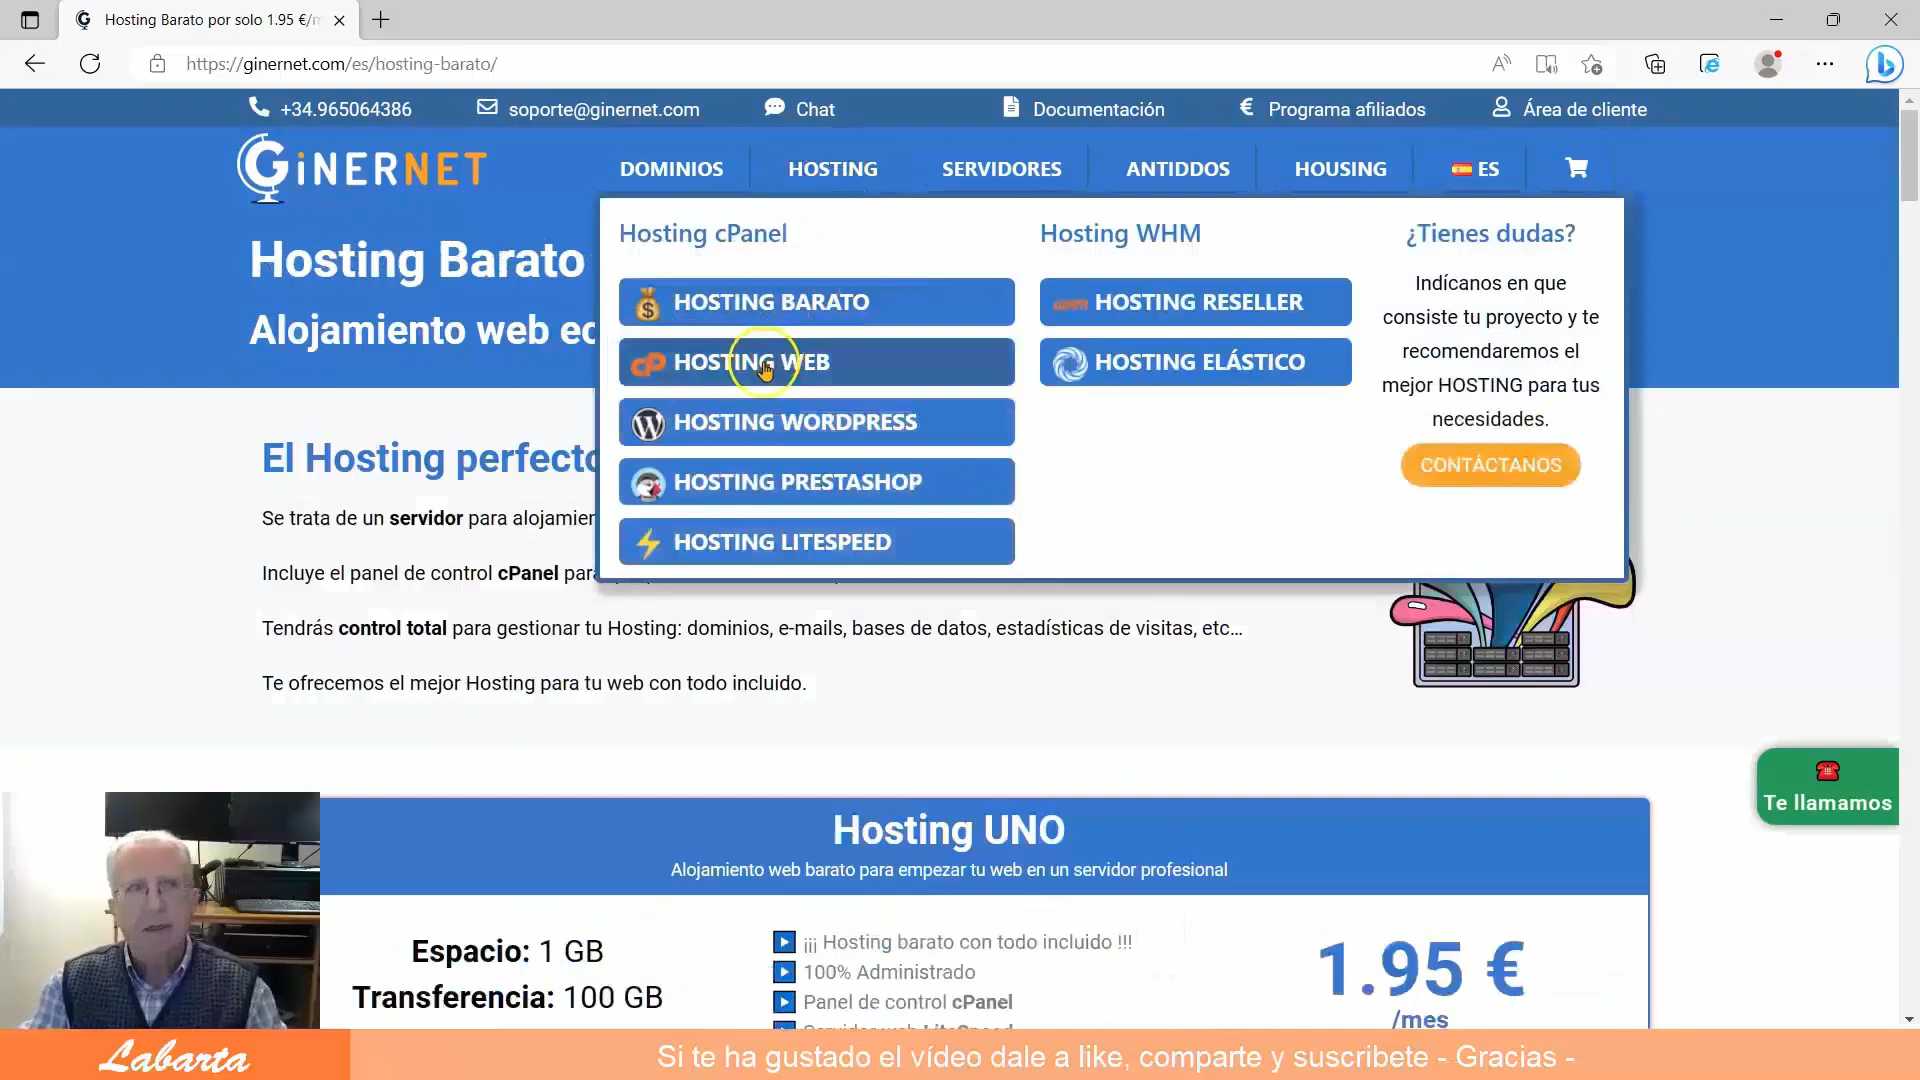 Hosting Barato por solo 1.95 €/m
https://ginernet.com/es/hosting-barato/
+34.965064386
soporte@ginernet.com
Chat
Documentación
Programa afiliados
Área de cliente
GiNERNET
DOMINIOS
HOSTING
SERVIDORES
ANTIDDOS
HOUSING
ES
Hosting Barato
Alojamiento web
Hosting cPanel
HOSTING BARATO
HOSTING WEB
HOSTING WORDPRESS
HOSTING PRESTASHOP
HOSTING LITESPEED
Hosting WHM
HOSTING RESELLER
HOSTING ELÁSTICO
¿Tienes dudas?
Indícanos en que
consiste tu proyecto y te
recomendaremos el
mejor HOSTING para tus
necesidades.
CONTÁCTANOS
El Hosting perfecto
Se trata de un servidor para alojamien
Incluye el panel de control cPanel para
Tendrás control total para gestionar tu Hosting: dominios, e-mails, bases de datos, estadísticas de visitas, etc...
Te ofrecemos el mejor Hosting para tu web con todo incluido.
Te llamamos
Hosting UNO
Alojamiento web barato para empezar tu web en un servidor profesional
Espacio: 1 GB
Transferencia: 100 GB
¡¡¡ Hosting barato con todo incluido !!!
100% Administrado
Panel de control cPanel
Servidor web LiteSpeed
1.95 €
/mes
Labarta
Si te ha gustado el vídeo dale a like, comparte y suscribete - Gracias -